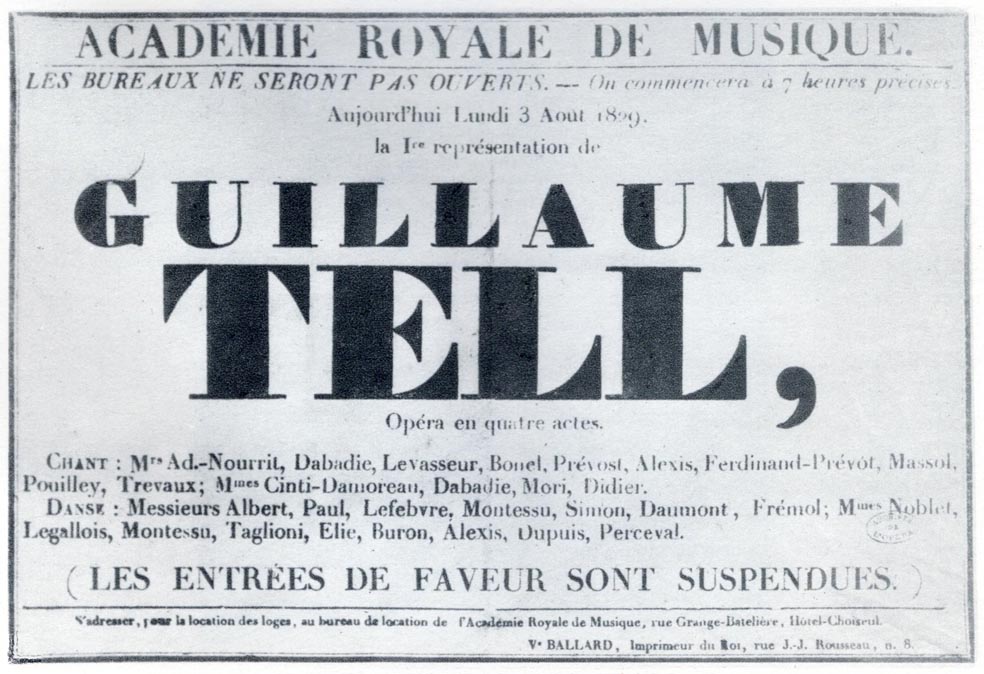 ACADEMIE ROYALE DE MUSIQUE.
LES BUREAUX NE SERONT PAS OUVERTS. — On commencera à 7 heures précises.
Aujourd'hui Lundi 3 Août 1829.
la Ire représentation de
GUILLAUME
TELL,
Opéra en quatre actes.
CHANT : Mrs Ad.-Nourrit, Dabadie, Levasseur, Bonel, Prévost, Alexis, Ferdinand-Prévôt, Massol,
Pouilley, Trevaux; Mmes Cinti-Damoreau, Dabadie, Mori, Didier.
DANSE : Messieurs Albert, Paul, Lefebvre, Montessu, Simon, Daumont, Frémol; Mmes Noblet,
Legallois, Montessu, Taglioni, Elie, Buron, Alexis, Dupuis, Perceval.
(LES ENTRÉES DE FAVEUR SONT SUSPENDUES.)
S'adresser, pour la location des loges, au bureau de location de l'Académie Royale de Musique, rue Grange-Batelière, Hôtel-Choiseul.
Ve BALLARD, Imprimeur du Roi, rue J.-J. Rousseau, n. 8.